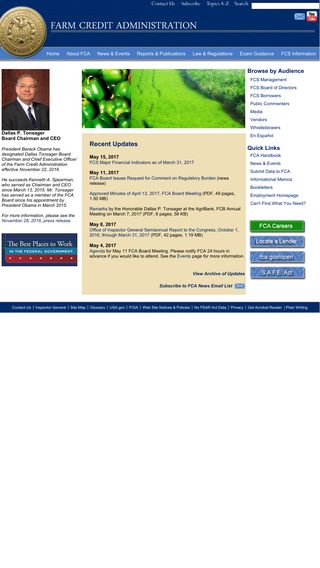 Contact Us Subscribe Topics A-Z Search
FARM CREDIT ADMINISTRATION
Home About FCA News & Events Reports & Publications Law & Regulations Exam Guidance FCS Information
Dallas P. Tonsager
Board Chairman and CEO
President Barack Obama has
designated Dallas Tonsager Board
Chairman and Chief Executive Officer
of the Farm Credit Administration
effective November 22, 2016.
He succeeds Kenneth A. Spearman,
who served as Chairman and CEO
since March 13, 2015. Mr. Tonsager
has served as a member of the FCA
Board since his appointment by
President Obama in March 2015.
For more information, please see the
November 28, 2016, press release.
The Best Places to Work
IN THE FEDERAL GOVERNMENT
Recent Updates
May 15, 2017
FCS Major Financial Indicators as of March 31, 2017
May 11, 2017
FCA Board Issues Request for Comment on Regulatory Burden (news
release)
Approved Minutes of April 13, 2017, FCA Board Meeting (PDF, 49 pages,
1.50 MB)
Remarks by the Honorable Dallas P. Tonsager at the AgriBank, FCB Annual
Meeting on March 7, 2017 (PDF, 6 pages, 58 KB)
May 8, 2017
Office of Inspector General Semiannual Report to the Congress, October 1,
2016, through March 31, 2017 (PDF, 42 pages, 1.19 MB)
May 4, 2017
Agenda for May 11 FCA Board Meeting. Please notify FCA 24 hours in
advance if you would like to attend. See the Events page for more information.
View Archive of Updates
Subscribe to FCA News Email List
Browse by Audience
FCS Management
FCS Board of Directors
FCS Borrowers
Public Commenters
Media
Vendors
Whistleblowers
En Español
Quick Links
FCA Handbook
News & Events
Submit Data to FCA
Informational Memos
Bookletters
Employment Homepage
Can't Find What You Need?
FCA Careers
Locate a Lender
fca.gov/open
S.A.F.E. Act
Contact Us | Inspector General | Site Map | Glossary | USA.gov | FOIA | Web Site Notices & Policies | No FEAR Act Data | Privacy | Get Acrobat Reader | Plain Writing